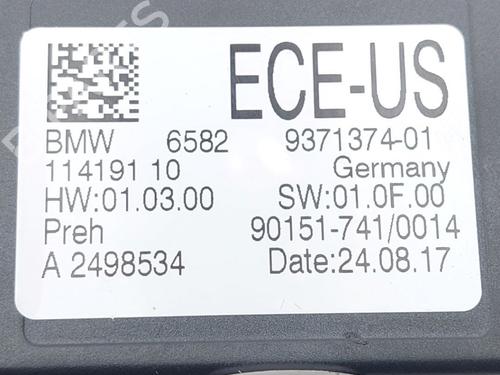 ECE-US
BMW 6582 9371374-01
114191 10 Germany
HW:01.03.00 SW:01.0F.00
Preh 90151-741/0014
A 2498534 Date:24.08.17